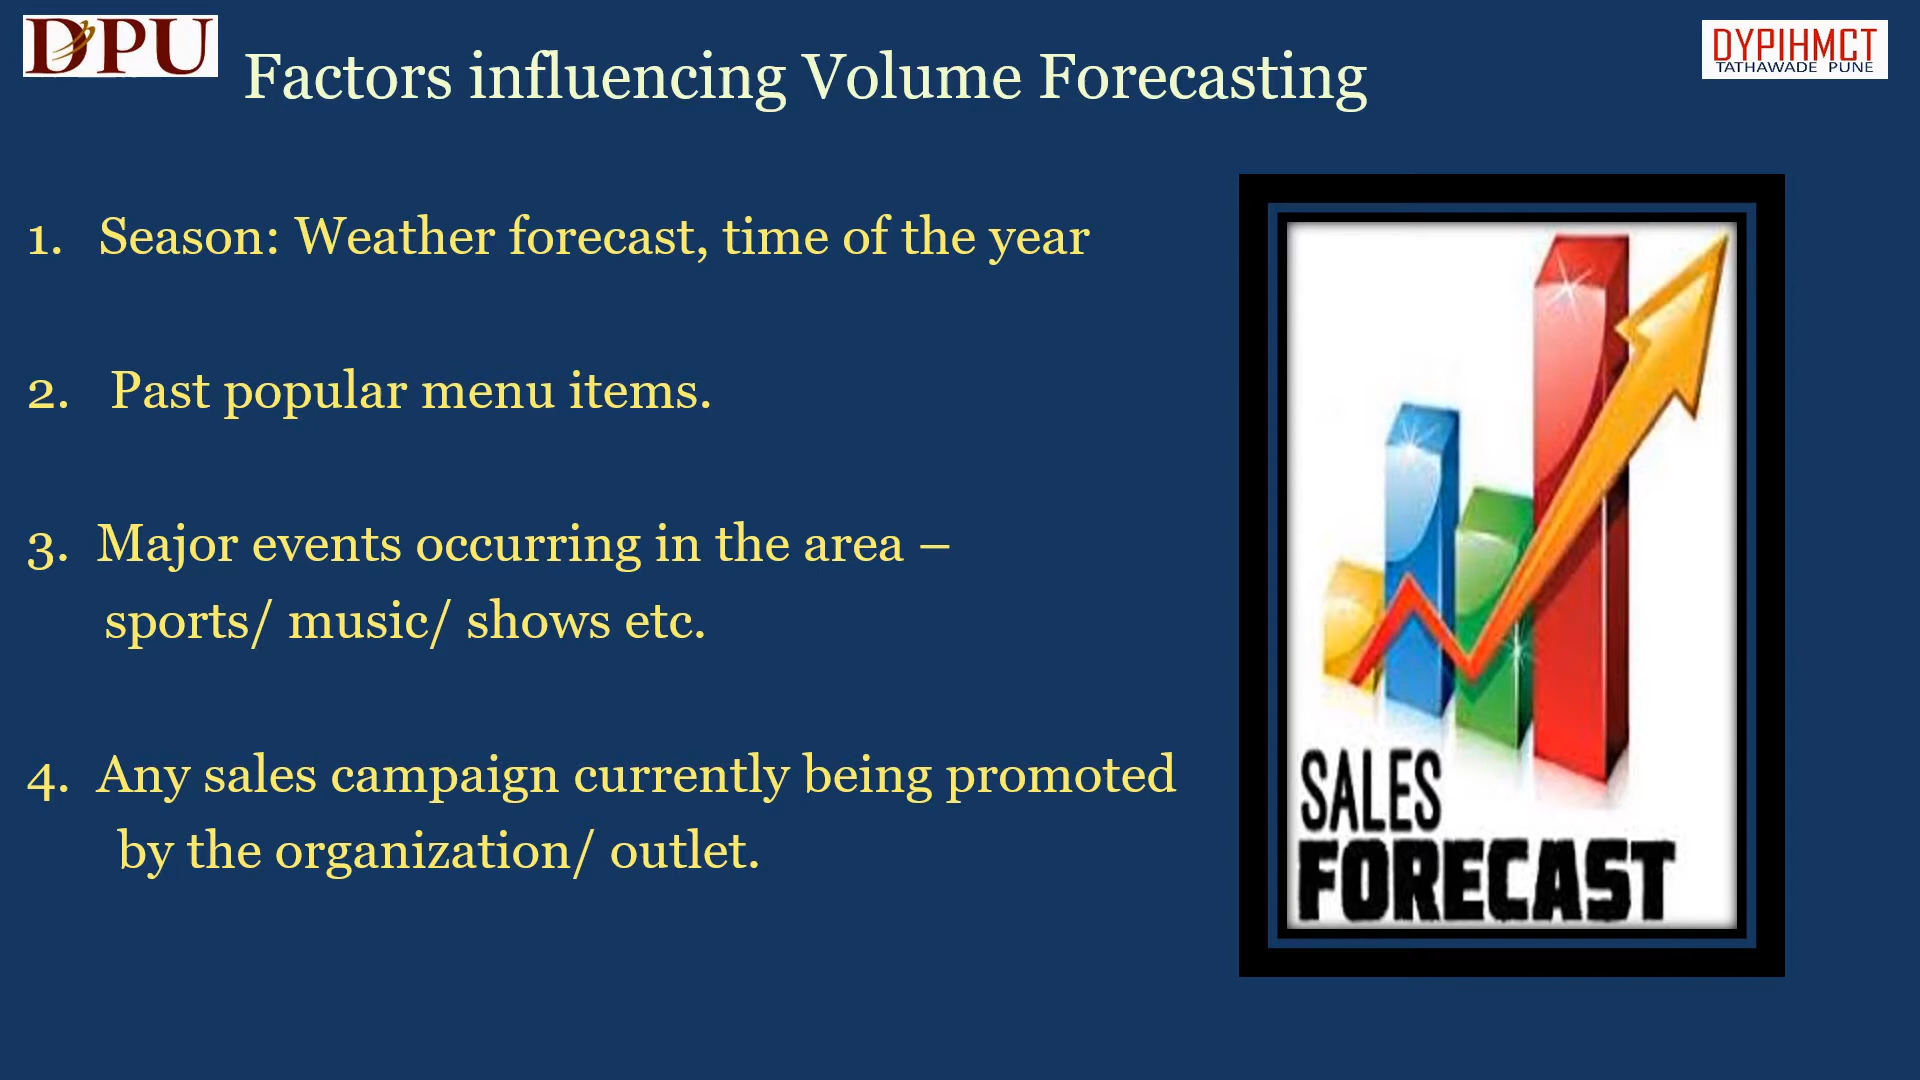 DPU
Factors influencing Volume Forecasting
DYPIHMCT
TATHAWADE PUNE
1. Season: Weather forecast, time of the year
2. Past popular menu items.
3. Major events occurring in the area –
sports/ music/ shows etc.
4. Any sales campaign currently being promoted
by the organization/ outlet.
SALES
FORECAST